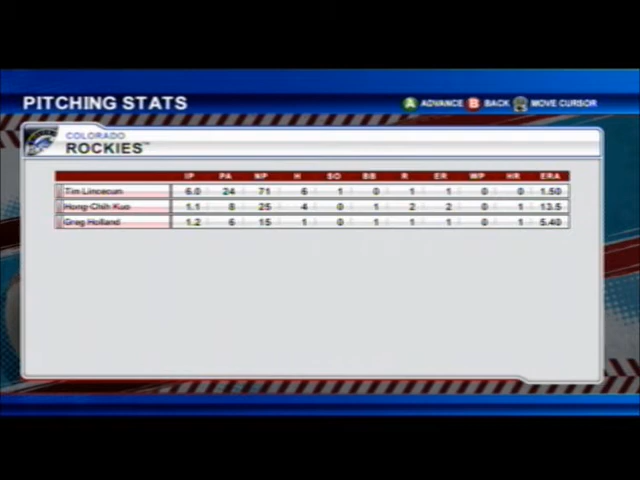 PITCHING STATS
A ADVANCE B BACK MOVE CURSOR
COLORADO
ROCKIES™
IP PA NP H SO BB R ER WP HR ERA
Tim Lincecum 6.0 24 71 6 1 0 1 1 0 0 1.50
Hong-Chih Kuo 1.1 8 25 4 0 1 2 2 0 1 13.5
Greg Holland 1.2 6 15 1 0 1 1 1 0 1 5.40